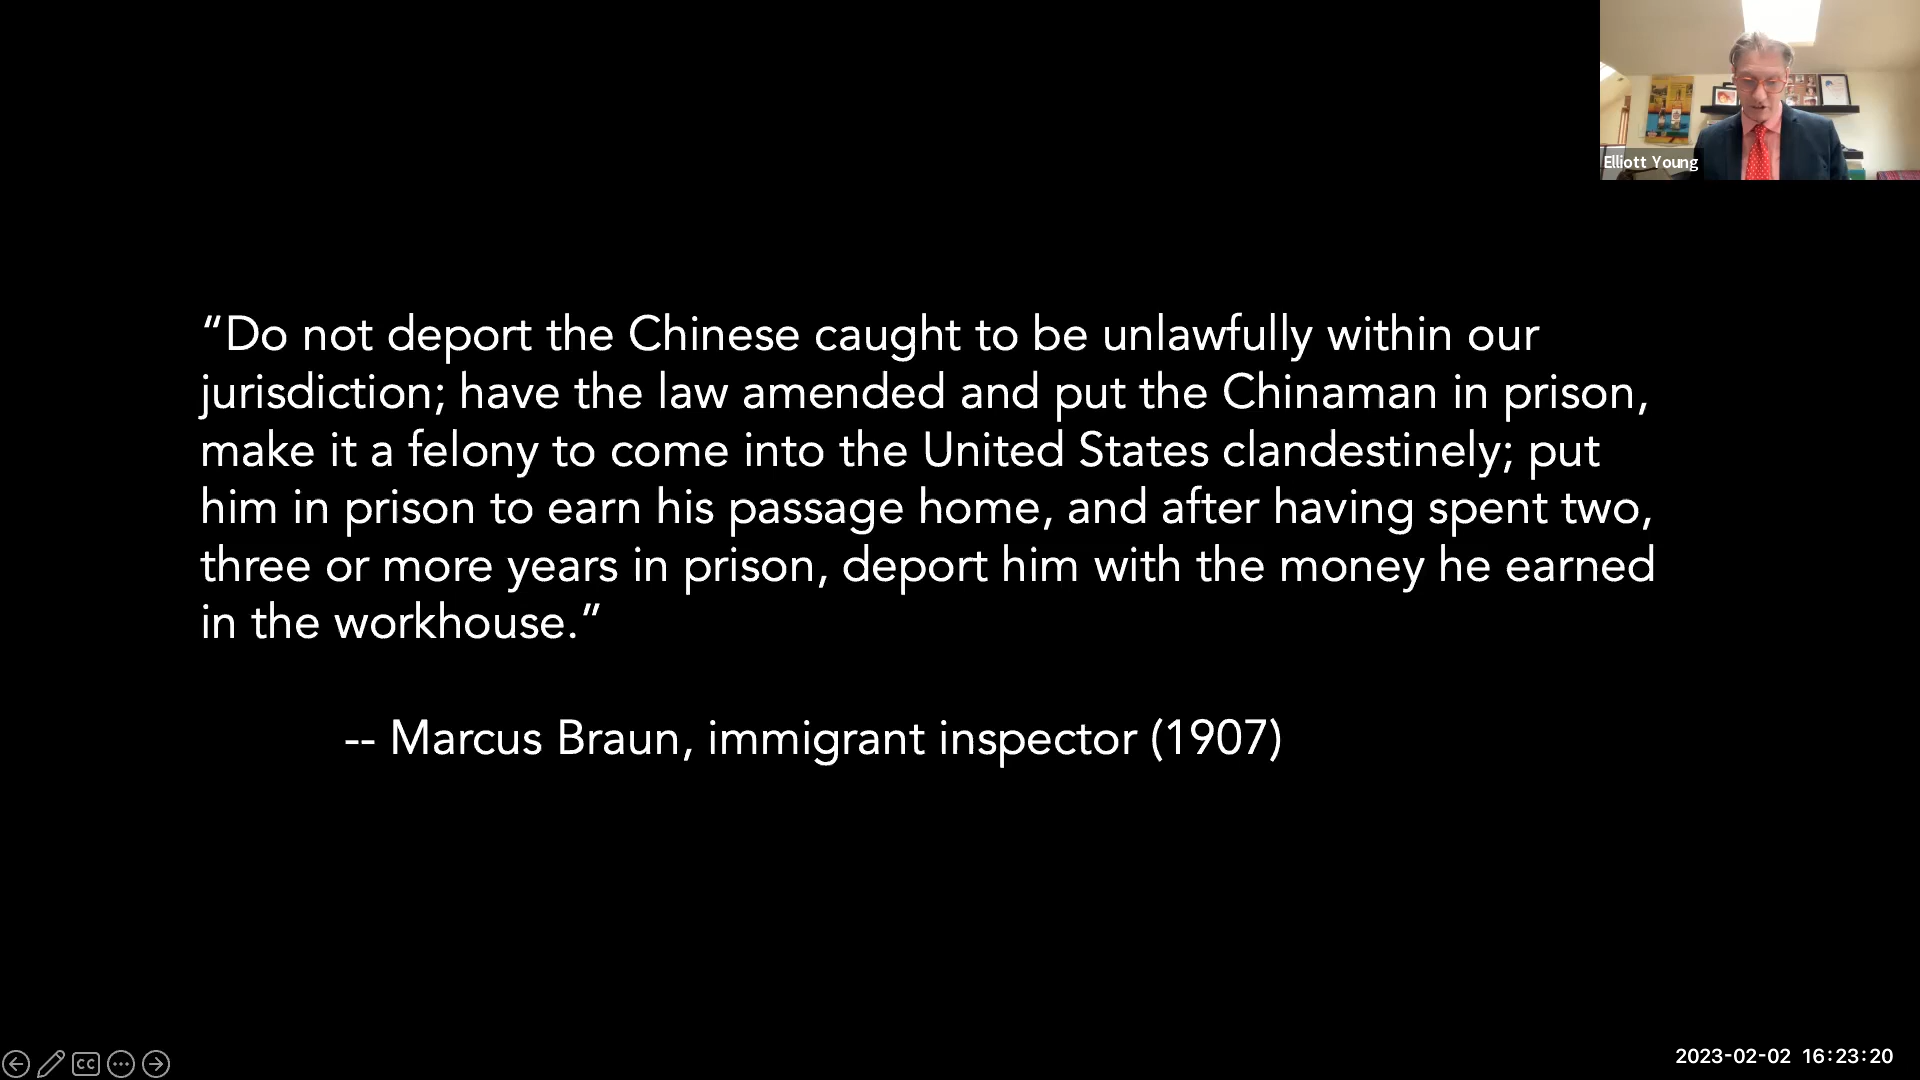 Elliott Young
“Do not deport the Chinese caught to be unlawfully within our
jurisdiction; have the law amended and put the Chinaman in prison,
make it a felony to come into the United States clandestinely; put
him in prison to earn his passage home, and after having spent two,
three or more years in prison, deport him with the money he earned
in the workhouse.”
-- Marcus Braun, immigrant inspector (1907)
CC
2023-02-02 16:23:20